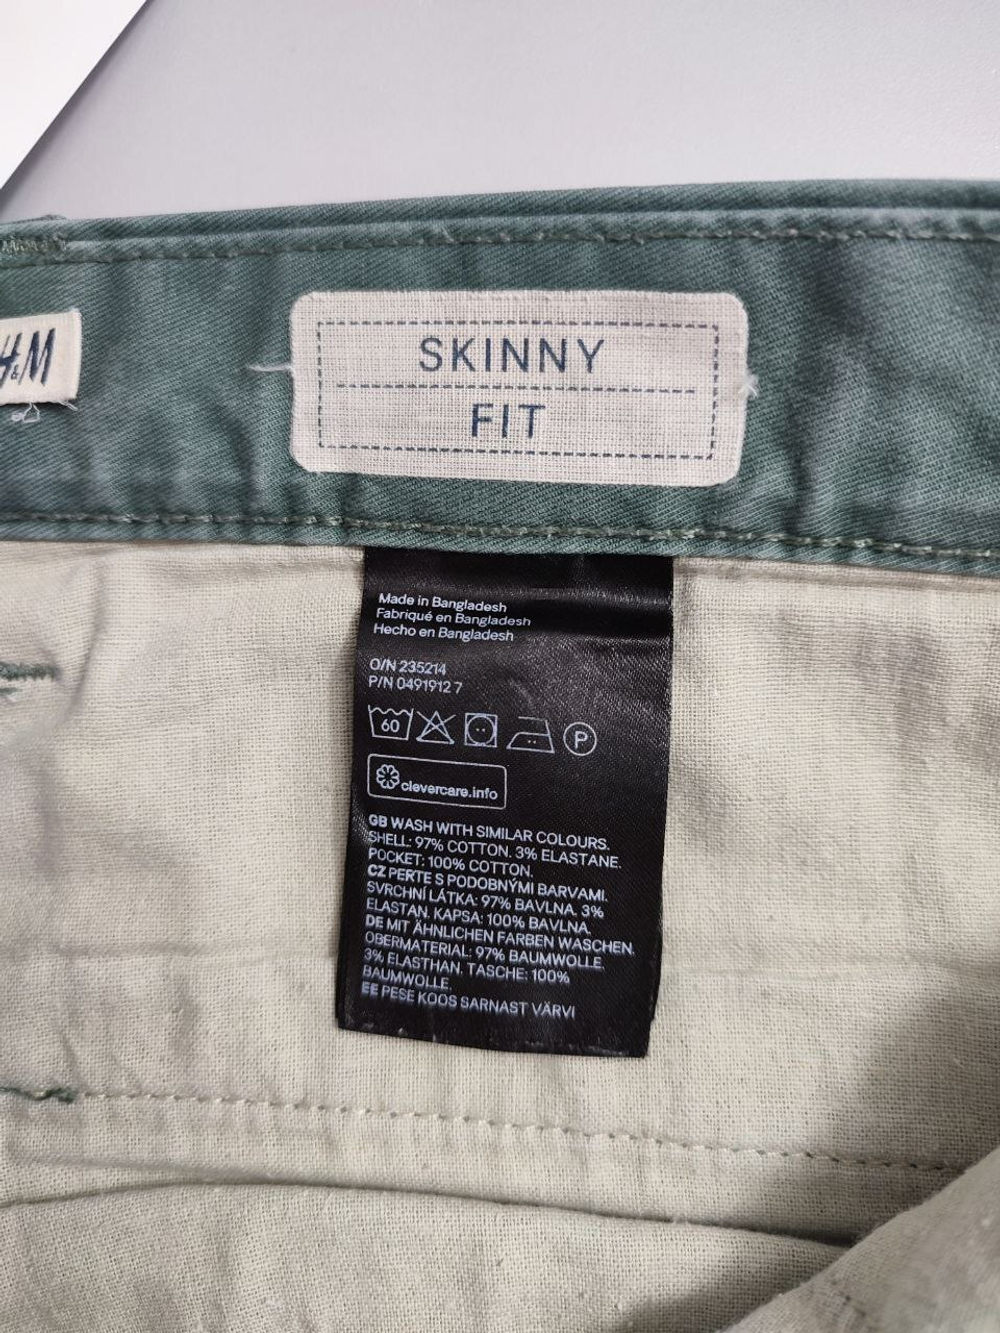 H&M
SKINNY
FIT
Made in Bangladesh
Fabriqué en Bangladesh
Hecho en Bangladesh
O/N 235214
P/N 0491912 7
60
P
clevercare.info
GB WASH WITH SIMILAR COLOURS.
SHELL: 97% COTTON. 3% ELASTANE.
POCKET: 100% COTTON.
CZ PERTE S PODOBNÝMI BARVAMI.
SVRCHNÍ LÁTKA: 97% BAVLNA. 3%
ELASTAN. KAPSA: 100% BAVLNA.
DE MIT ÄHNLICHEN FARBEN WASCHEN.
OBERMATERIAL: 97% BAUMWOLLE.
3% ELASTHAN. TASCHE: 100%
BAUMWOLLE.
EE PESE KOOS SARNAST VÄRVI